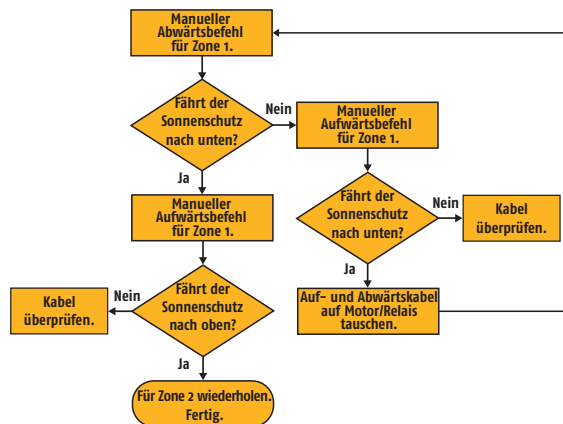 Manueller
Abwärtsbefehl
für Zone 1.
Fährt der
Sonnenschutz
nach unten?
Nein
Manueller
Aufwärtsbefehl
für Zone 1.
Ja
Manueller
Aufwärtsbefehl
für Zone 1.
Fährt der
Sonnenschutz
nach unten?
Nein
Kabel
überprüfen.
Ja
Auf- und Abwärtskabel
auf Motor/Relais
tauschen.
Fährt der
Sonnenschutz
nach oben?
Nein
Kabel
überprüfen.
Ja
Für Zone 2 wiederholen.
Fertig.